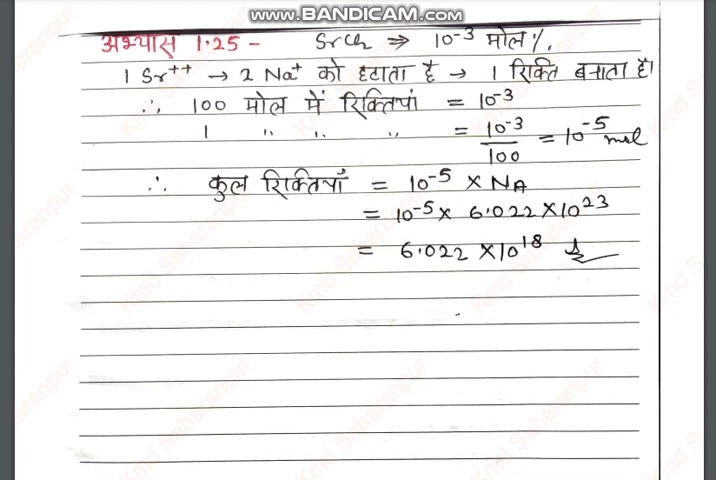 WWW.BANDICAM.COM
अभ्यास 1.25 - SrCl2 ⇒ 10⁻³ मोल %.
1 Sr⁺⁺ → 2 Na⁺ को हटाता है → 1 रिक्ति बनाता है।
∴ 100 मोल में रिक्तियां = 10⁻³
1 " " " = 10⁻³/100 = 10⁻⁵ mol
∴ कुल रिक्तियाँ = 10⁻⁵ × NA
= 10⁻⁵ × 6.022 × 10²³
= 6.022 × 10¹⁸